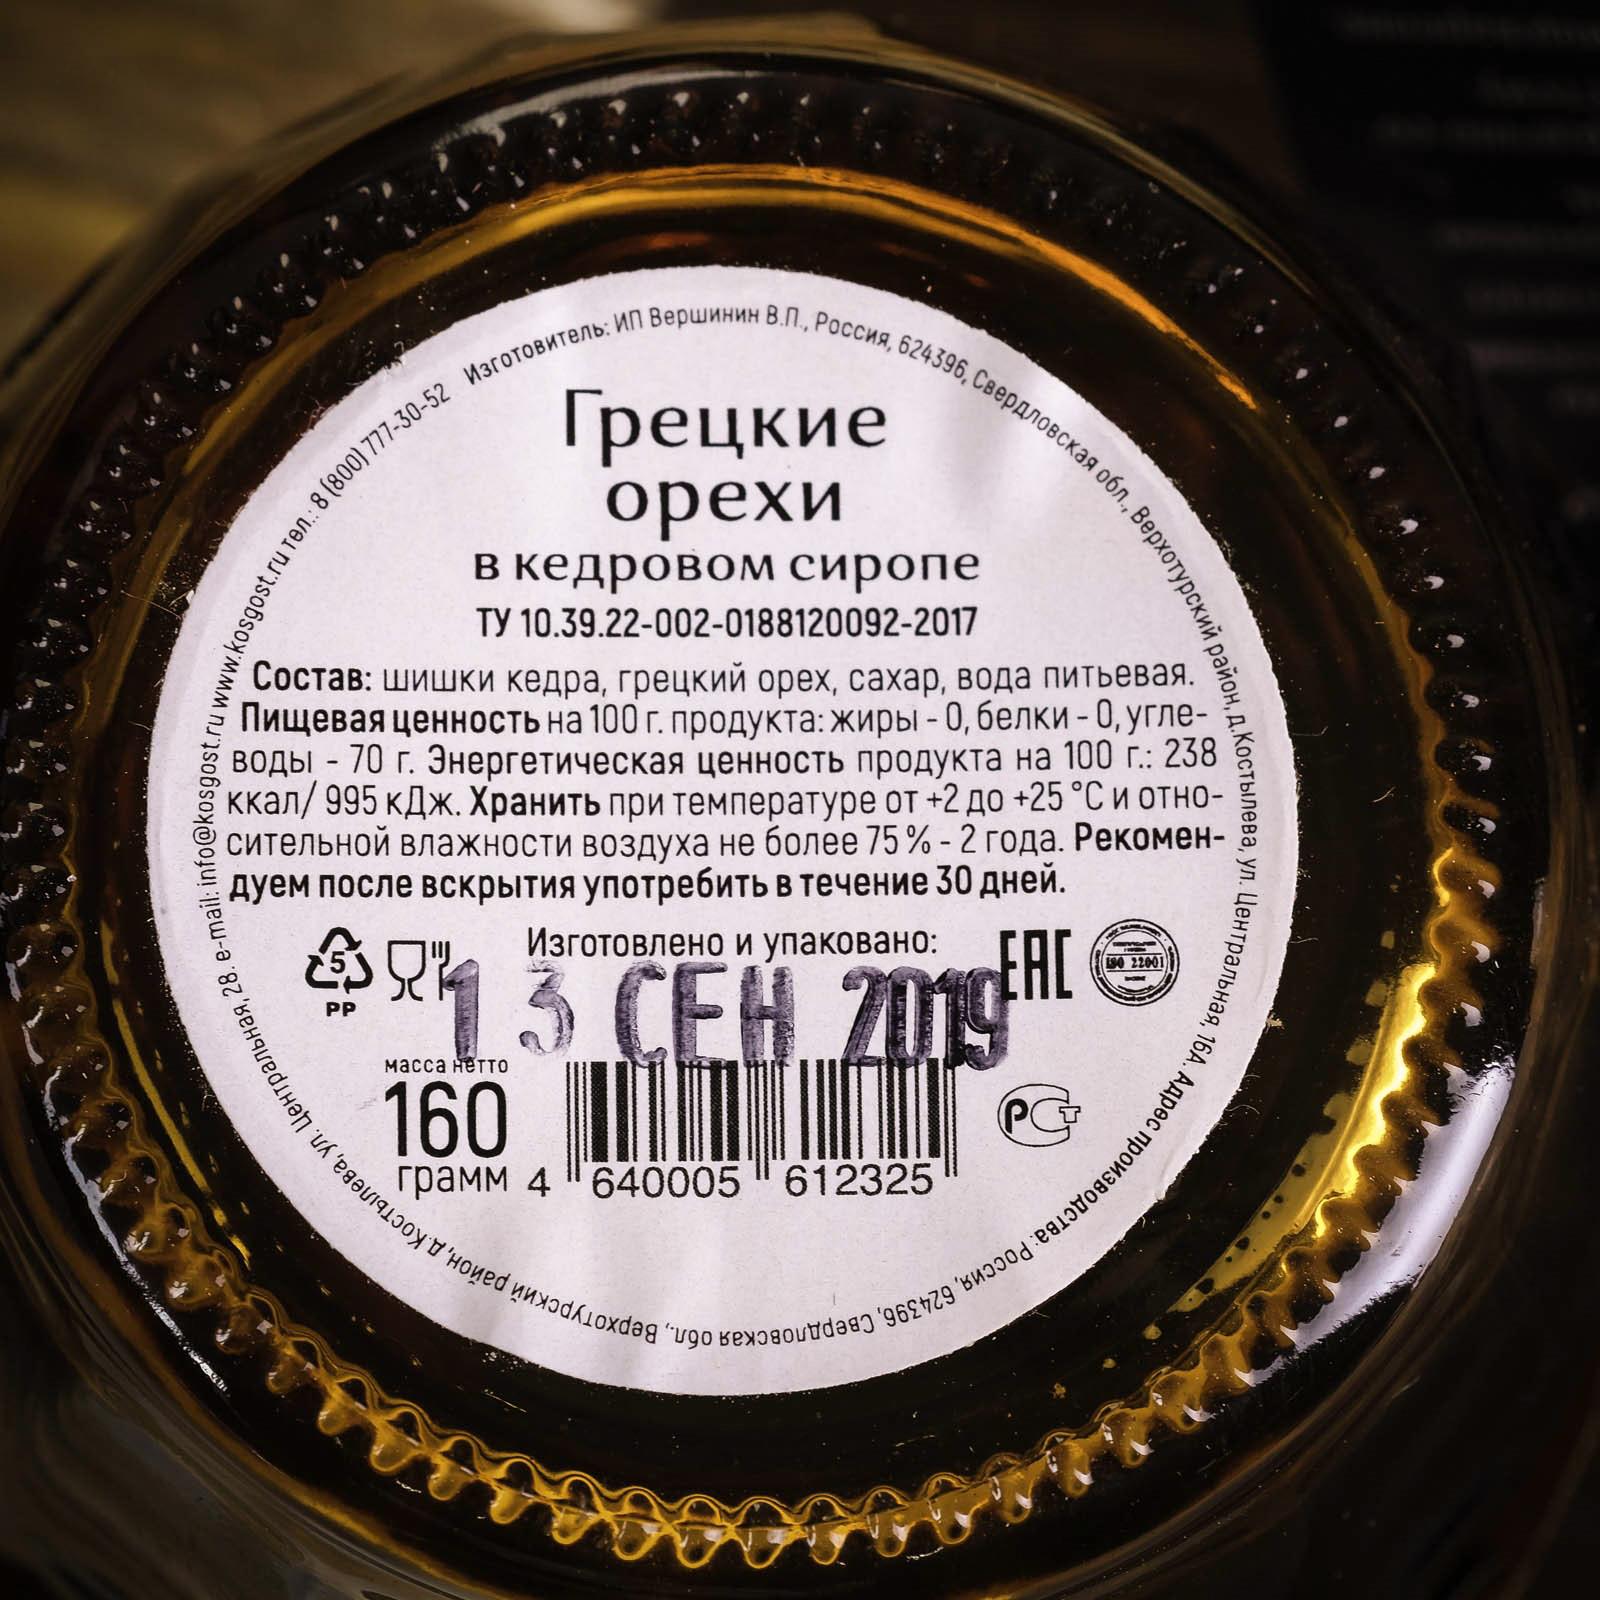 Изготовитель: ИП Вершинин В.П., Россия, 624396, Свердловская обл., Верхотурский район, д.Костылева, ул. Центральная, 16А. Адрес производства: Россия, 624396, Свердловская обл., Верхотурский район, д.Костылева, ул. Центральная, 28. e-mail: info@kosgost.ru www.kosgost.ru тел.: 8 (800) 777-30-52
Грецкие
орехи
в кедровом сиропе
ТУ 10.39.22-002-0188120092-2017
Состав: шишки кедра, грецкий орех, сахар, вода питьевая.
Пищевая ценность на 100 г. продукта: жиры - 0, белки - 0, угле-
воды - 70 г. Энергетическая ценность продукта на 100 г.: 238
ккал/ 995 кДж. Хранить при температуре от +2 до +25 °С и отно-
сительной влажности воздуха не более 75 % - 2 года. Рекомен-
дуем после вскрытия употребить в течение 30 дней.
Изготовлено и упаковано:
5
PP
13 СЕН 2019
ЕАС
ISO 22001
масса нетто
160
грамм
4 640005 612325
РСТ